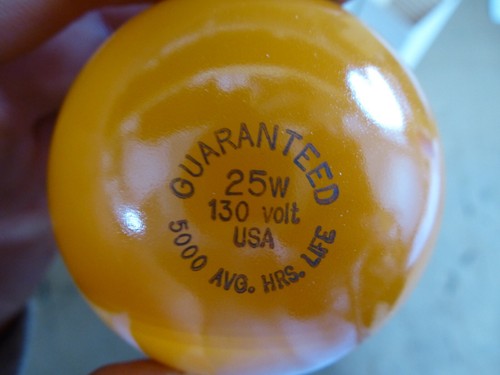 GUARANTEED
25W
130 volt
USA
5000 AVG. HRS. LIFE